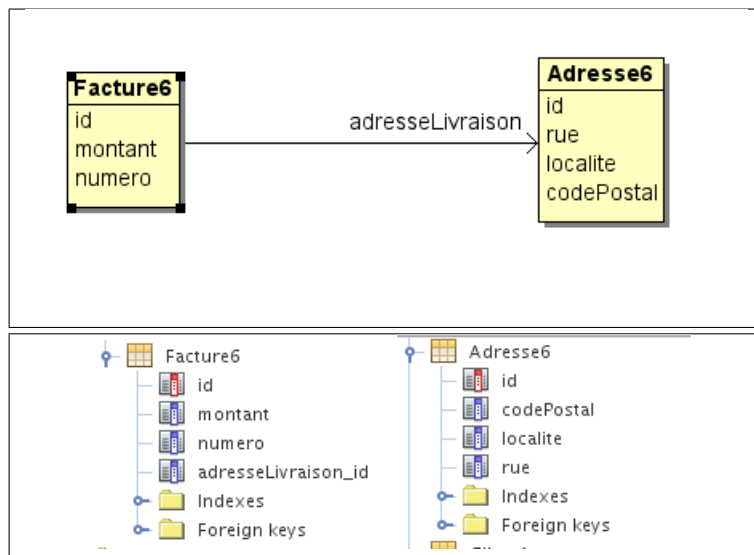 Facture6
id
montant
numero
adresseLivraison
Adresse6
id
rue
localite
codePostal
Facture6
id
montant
numero
adresseLivraison_id
Indexes
Foreign keys
Adresse6
id
codePostal
localite
rue
Indexes
Foreign keys